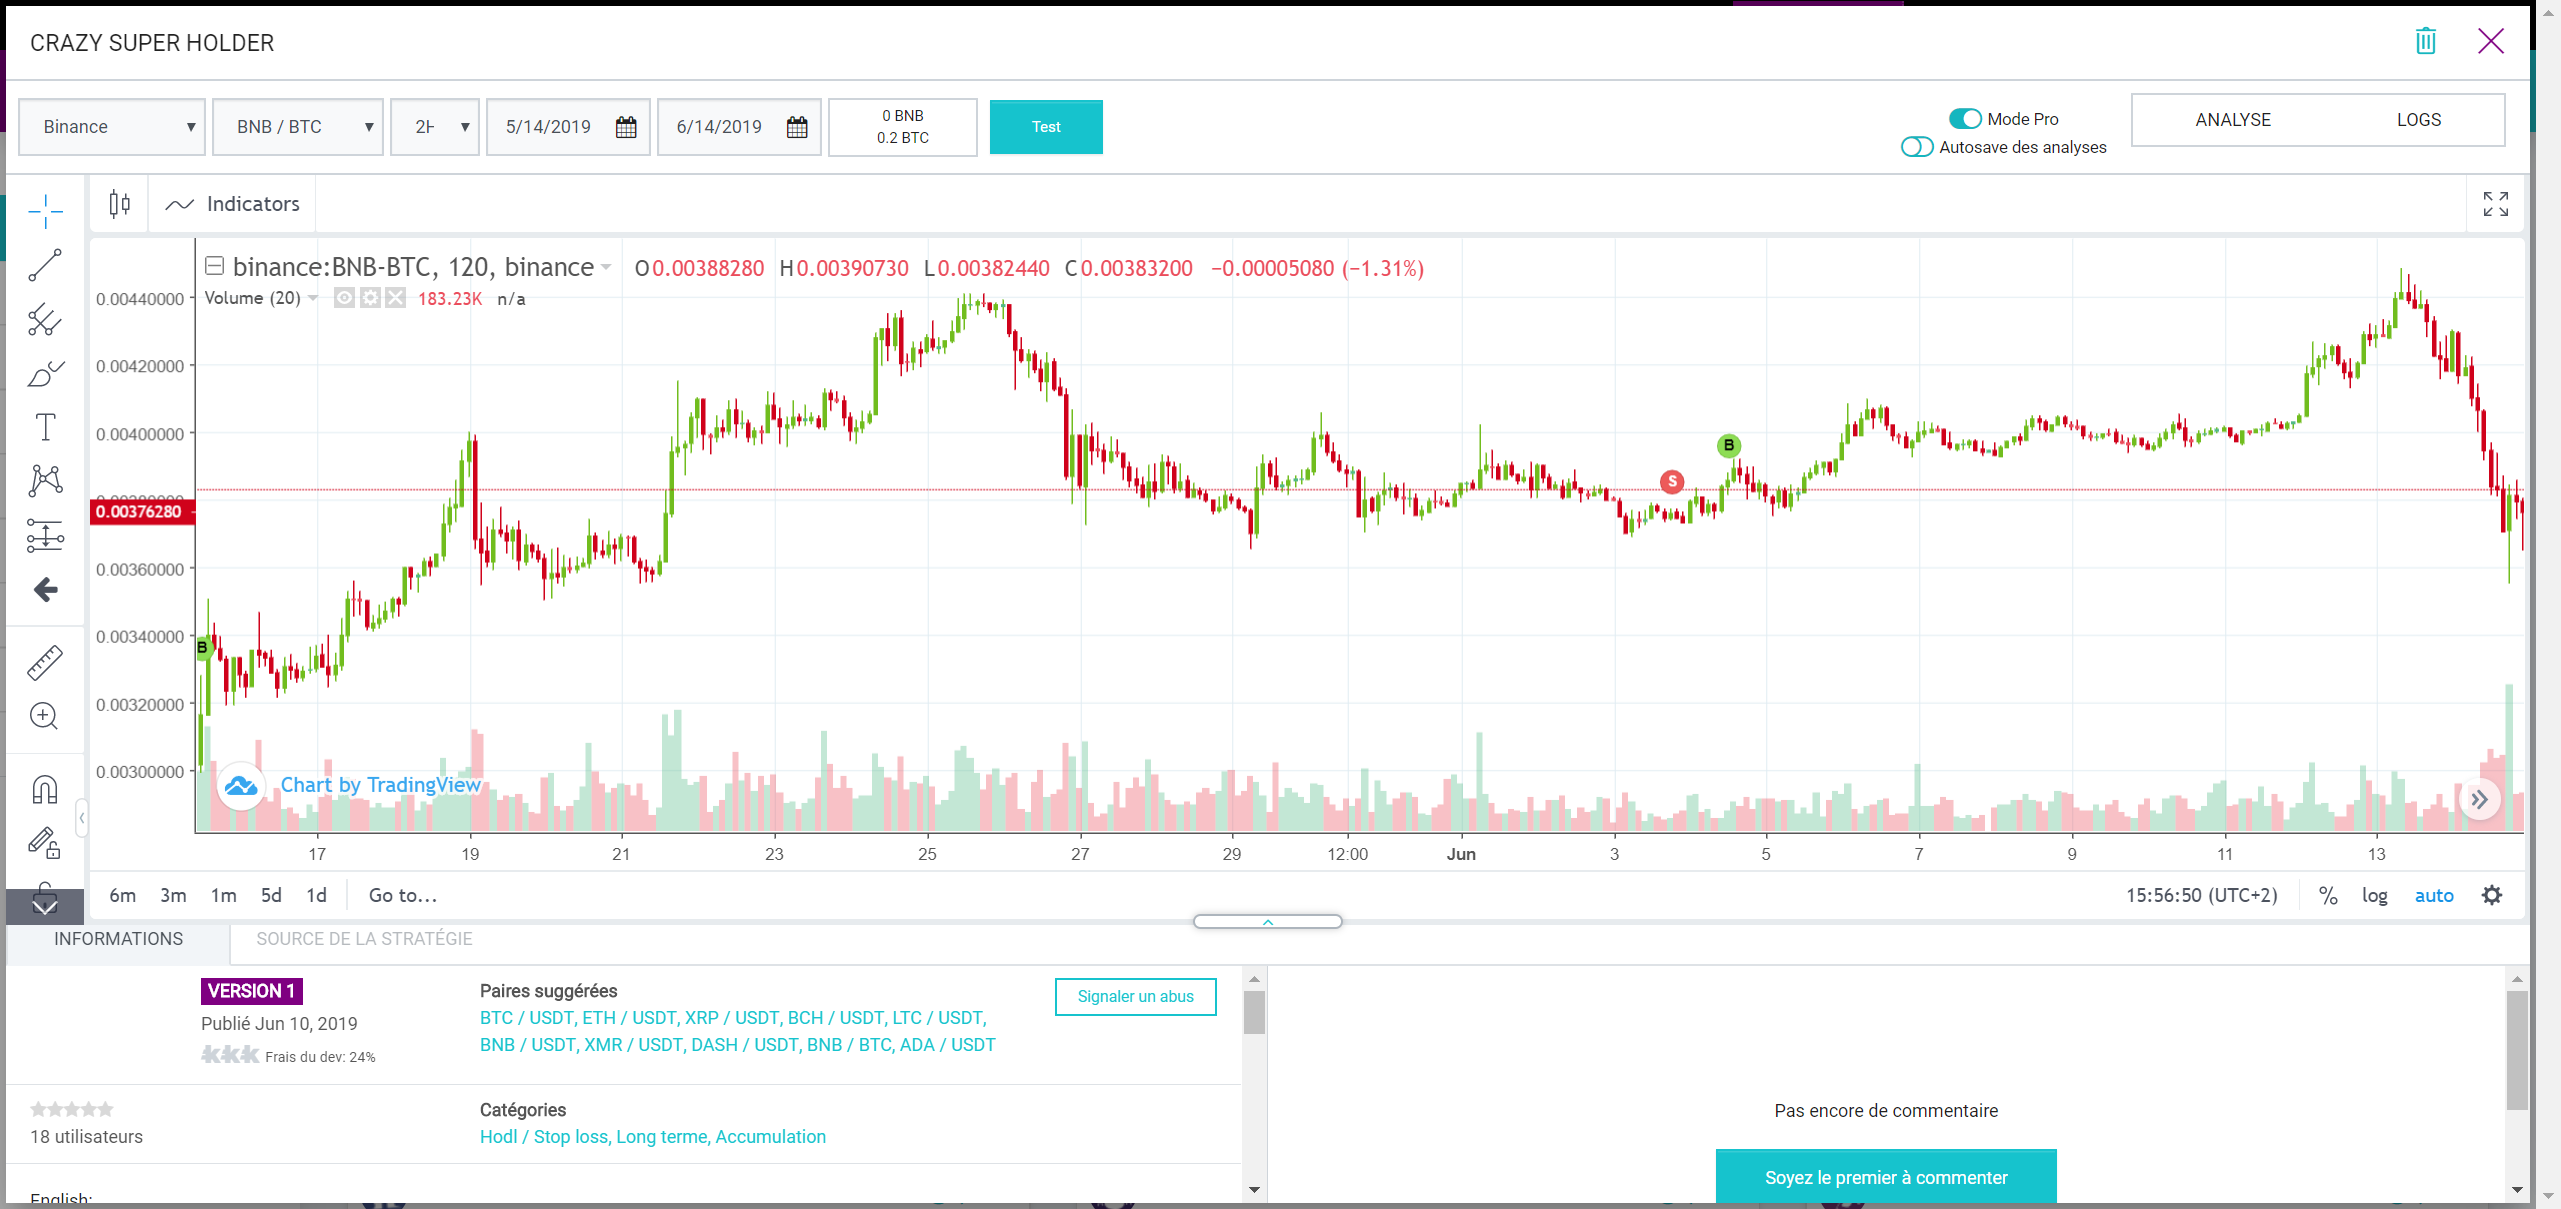 CRAZY SUPER HOLDER
Binance
BNB / BTC
5/14/2019
6/14/2019
0 BNB
0.2 BTC
Test
Mode Pro
Autosave des analyses
ANALYSE
LOGS
Indicators
binance:BNB-BTC, 120, binance
O0.00388280 H0.00390730 L0.00382440 C0.00383200 −0.00005080 (−1.31%)
Volume (20) 183.23K n/a
0.00440000
0.00420000
0.00400000
0.00376280
0.00360000
0.00340000
0.00320000
0.00300000
B
S
B
Chart by TradingView
17 19 21 23 25 27 29 12:00 Jun 3 5 7 9 11 13
6m 3m 1m 5d 1d Go to...
15:56:50 (UTC+2) % log auto
INFORMATIONS
SOURCE DE LA STRATÉGIE
VERSION 1
Publié Jun 10, 2019
Frais du dev: 24%
Paires suggérées
BTC / USDT, ETH / USDT, XRP / USDT, BCH / USDT, LTC / USDT,
BNB / USDT, XMR / USDT, DASH / USDT, BNB / BTC, ADA / USDT
Signaler un abus
18 utilisateurs
Catégories
Hodl / Stop loss, Long terme, Accumulation
English:
Pas encore de commentaire
Soyez le premier à commenter